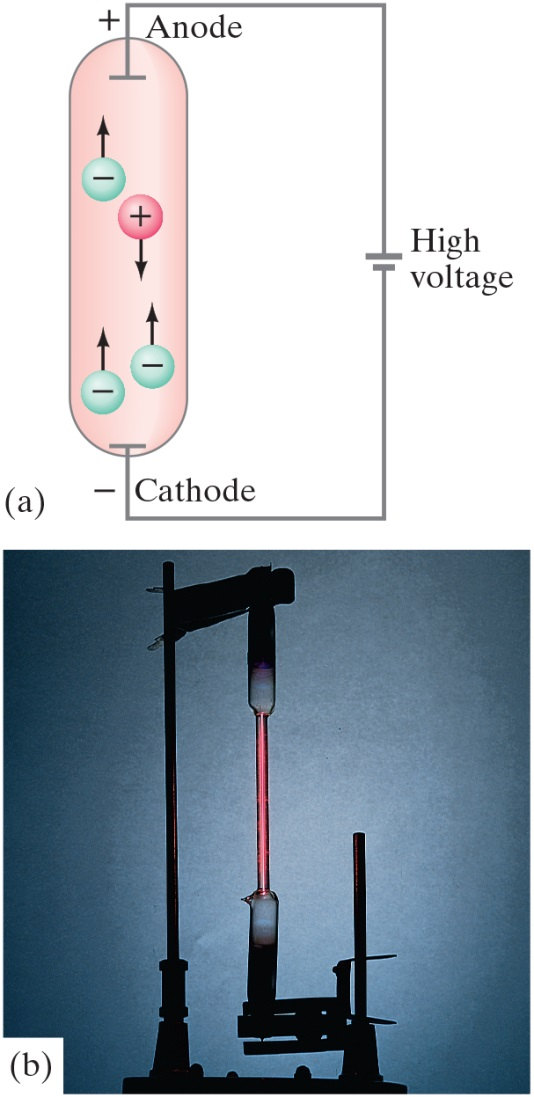 + Anode
−
+
High
voltage
−
−
− Cathode
(a)
(b)